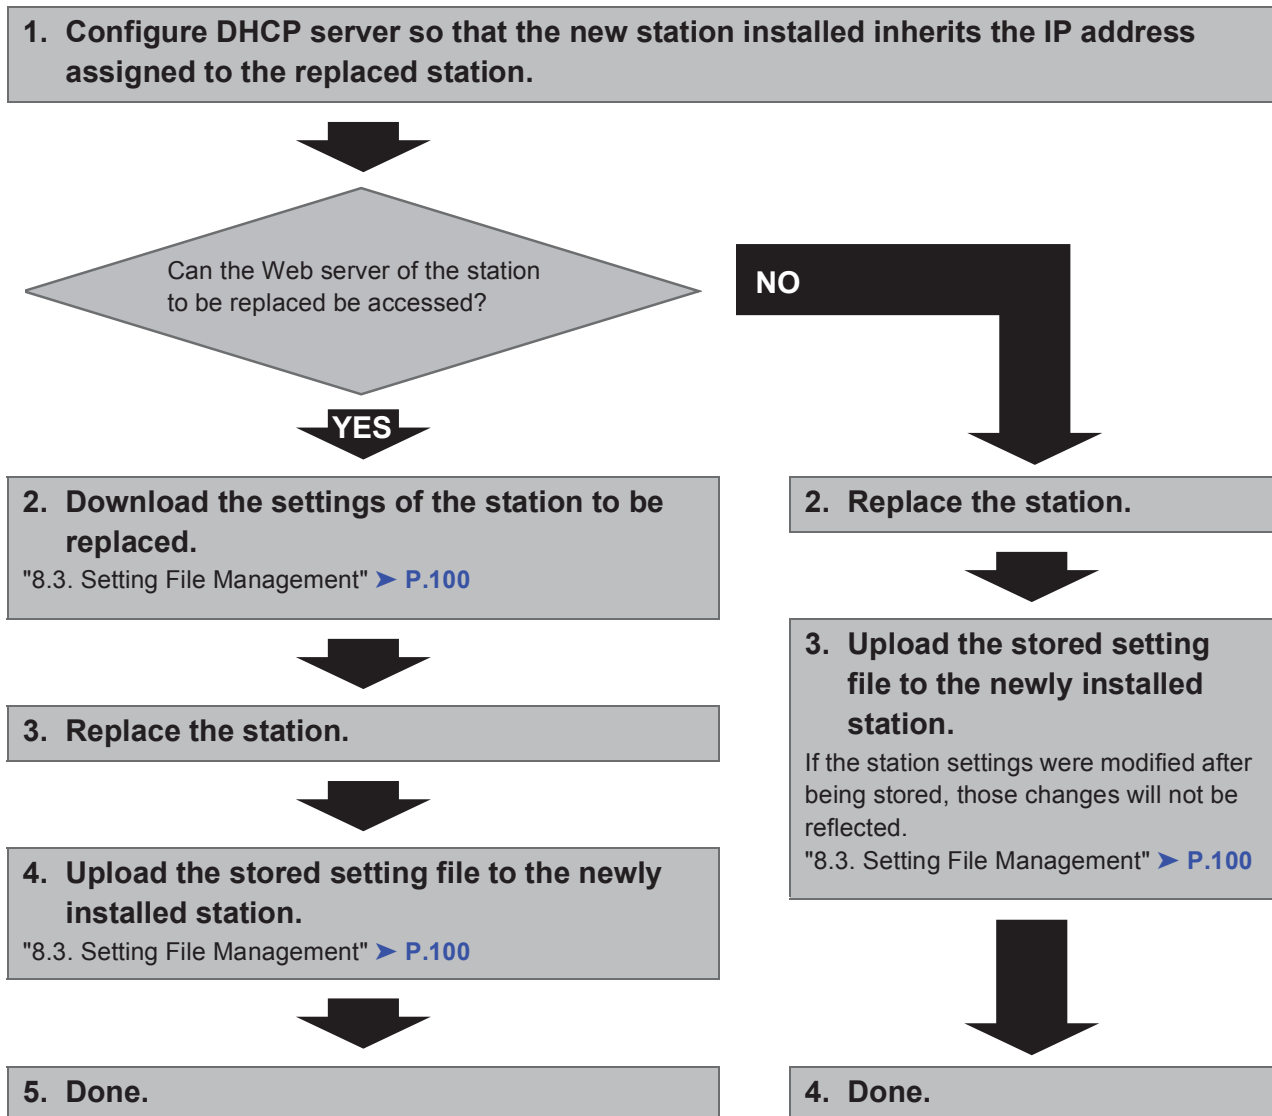 1. Configure DHCP server so that the new station installed inherits the IP address
assigned to the replaced station.
Can the Web server of the station
to be replaced be accessed?
NO
YES
2. Download the settings of the station to be
replaced.
"8.3. Setting File Management" ➤ P.100
3. Replace the station.
4. Upload the stored setting file to the newly
installed station.
"8.3. Setting File Management" ➤ P.100
5. Done.
2. Replace the station.
3. Upload the stored setting
file to the newly installed
station.
If the station settings were modified after
being stored, those changes will not be
reflected.
"8.3. Setting File Management" ➤ P.100
4. Done.